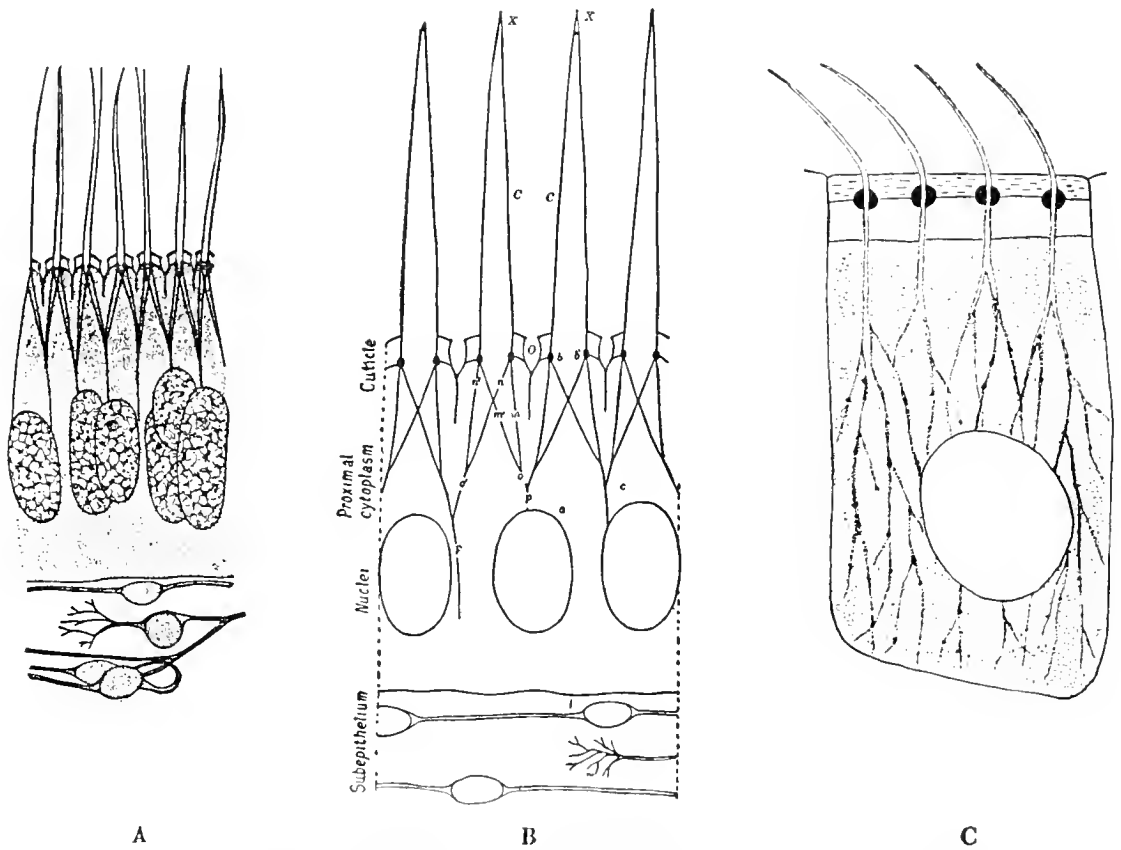 X X
C c
Cuticle
O b b
n n
m m
Proximal
cytoplasm
o o c
p a
Nuclei
Subepithelium
A B C